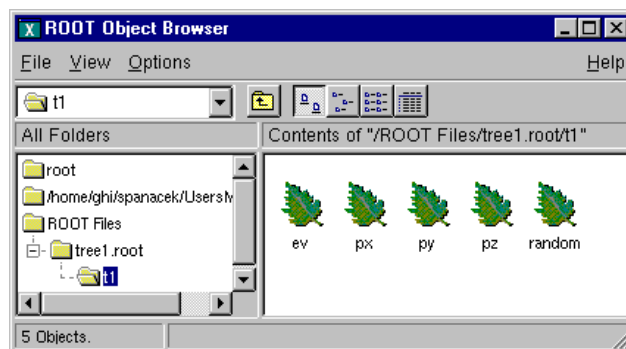 ROOT Object Browser
File View Options Help
t1
All Folders
Contents of "/ROOT Files/tree1.root/t1"
root
/home/ghi/spanacek/UsersM
ROOT Files
tree1.root
t1
ev px py pz random
5 Objects.